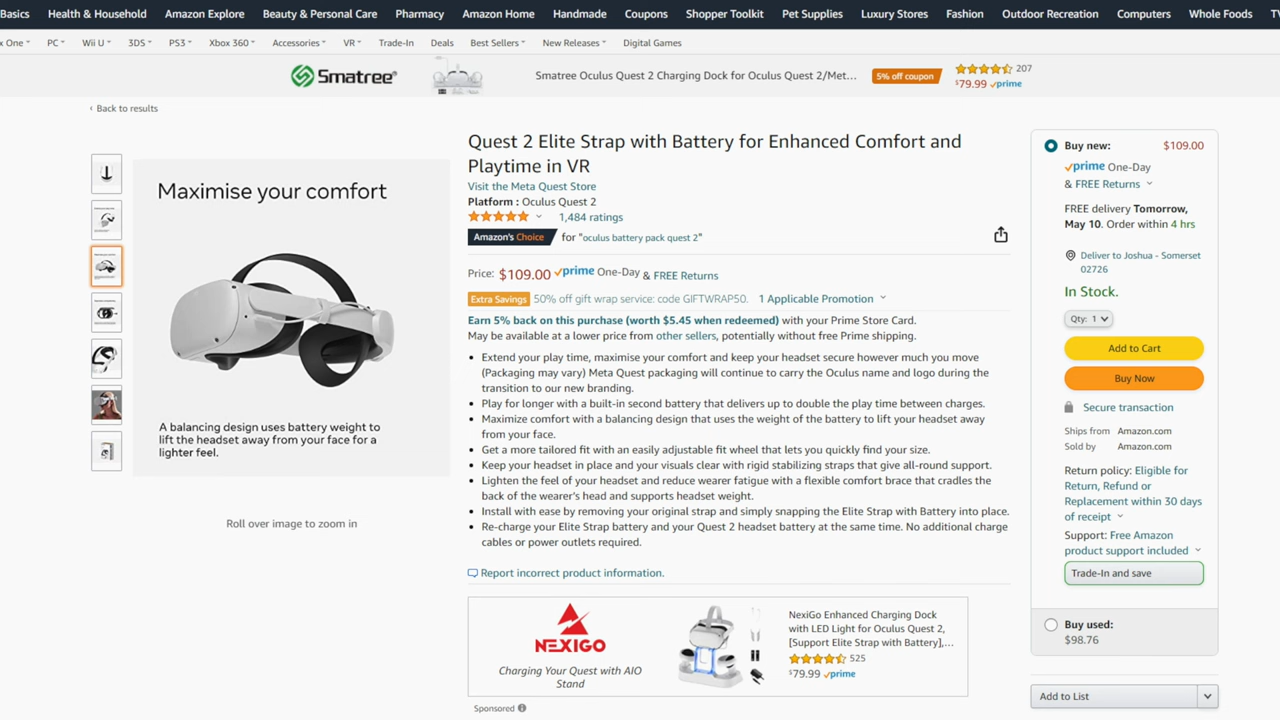 Basics Health & Household Amazon Explore Beauty & Personal Care Pharmacy Amazon Home Handmade Coupons Shopper Toolkit Pet Supplies Luxury Stores Fashion Outdoor Recreation Computers Whole Foods
PC Wii U 3DS PS3 Xbox 360 Accessories VR Trade-In Deals Best Sellers New Releases Digital Games
Smatree Smatree Oculus Quest 2 Charging Dock for Oculus Quest 2/Met... 5% off coupon 207
$79.99 prime
‹ Back to results
Quest 2 Elite Strap with Battery for Enhanced Comfort and
Playtime in VR
Visit the Meta Quest Store
Platform : Oculus Quest 2
1,484 ratings
Amazon's Choice for "oculus battery pack quest 2"
Price: $109.00 prime One-Day & FREE Returns
Extra Savings 50% off gift wrap service: code GIFTWRAP50. 1 Applicable Promotion
Earn 5% back on this purchase (worth $5.45 when redeemed) with your Prime Store Card.
May be available at a lower price from other sellers, potentially without free Prime shipping.
• Extend your play time, maximise your comfort and keep your headset secure however much you move
(Packaging may vary) Meta Quest packaging will continue to carry the Oculus name and logo during the
transition to our new branding.
• Play for longer with a built-in second battery that delivers up to double the play time between charges.
• Maximize comfort with a balancing design that uses the weight of the battery to lift your headset away
from your face.
• Get a more tailored fit with an easily adjustable fit wheel that lets you quickly find your size.
• Keep your headset in place and your visuals clear with rigid stabilizing straps that give all-round support.
• Lighten the feel of your headset and reduce wearer fatigue with a flexible comfort brace that cradles the
back of the wearer's head and supports headset weight.
• Install with ease by removing your original strap and simply snapping the Elite Strap with Battery into place.
• Re-charge your Elite Strap battery and your Quest 2 headset battery at the same time. No additional charge
cables or power outlets required.
Report incorrect product information.
Maximise your comfort
A balancing design uses battery weight to
lift the headset away from your face for a
lighter feel.
Roll over image to zoom in
NEXIGO
Charging Your Quest with AIO
Stand
NexiGo Enhanced Charging Dock
with LED Light for Oculus Quest 2,
[Support Elite Strap with Battery],...
525
$79.99 prime
Sponsored
Buy new: $109.00
prime One-Day
& FREE Returns
FREE delivery Tomorrow,
May 10. Order within 4 hrs
Deliver to Joshua - Somerset
02726
In Stock.
Qty: 1
Add to Cart
Buy Now
Secure transaction
Ships from Amazon.com
Sold by Amazon.com
Return policy: Eligible for
Return, Refund or
Replacement within 30 days
of receipt
Support: Free Amazon
product support included
Trade-In and save
Buy used:
$98.76
Add to List